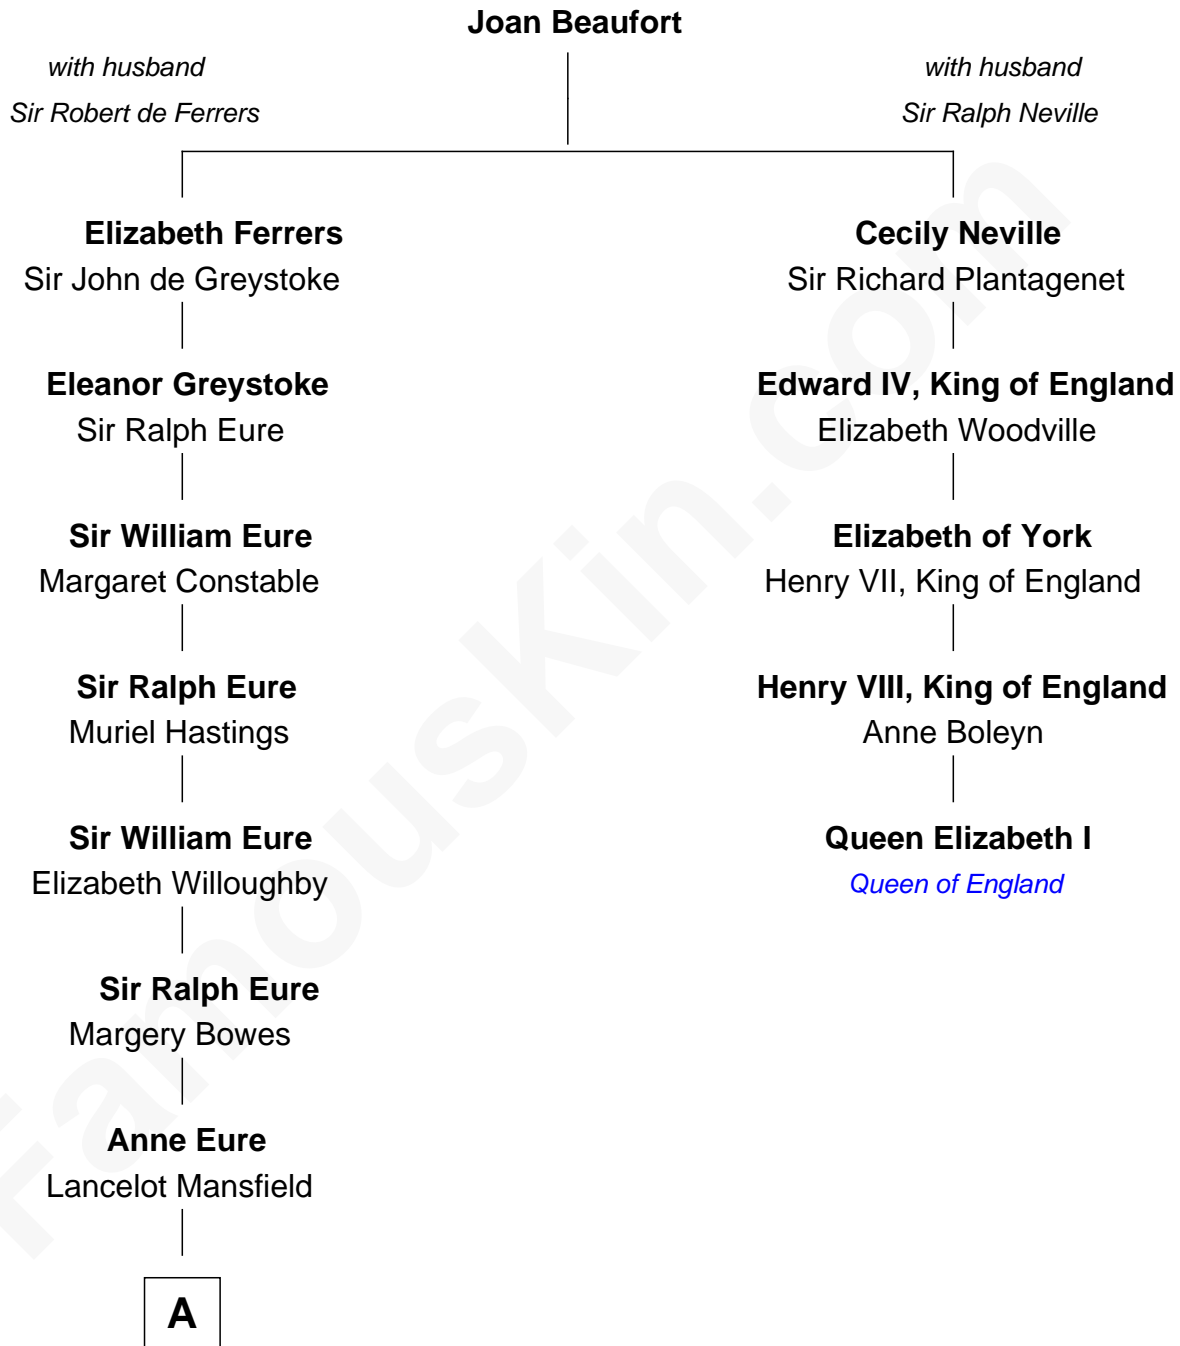 Joan Beaufort
with husband
Sir Robert de Ferrers
with husband
Sir Ralph Neville
Elizabeth Ferrers
Sir John de Greystoke
Eleanor Greystoke
Sir Ralph Eure
Sir William Eure
Margaret Constable
Sir Ralph Eure
Muriel Hastings
Sir William Eure
Elizabeth Willoughby
Sir Ralph Eure
Margery Bowes
Anne Eure
Lancelot Mansfield
A
Cecily Neville
Sir Richard Plantagenet
Edward IV, King of England
Elizabeth Woodville
Elizabeth of York
Henry VII, King of England
Henry VIII, King of England
Anne Boleyn
Queen Elizabeth I
Queen of England
FamousKin.com